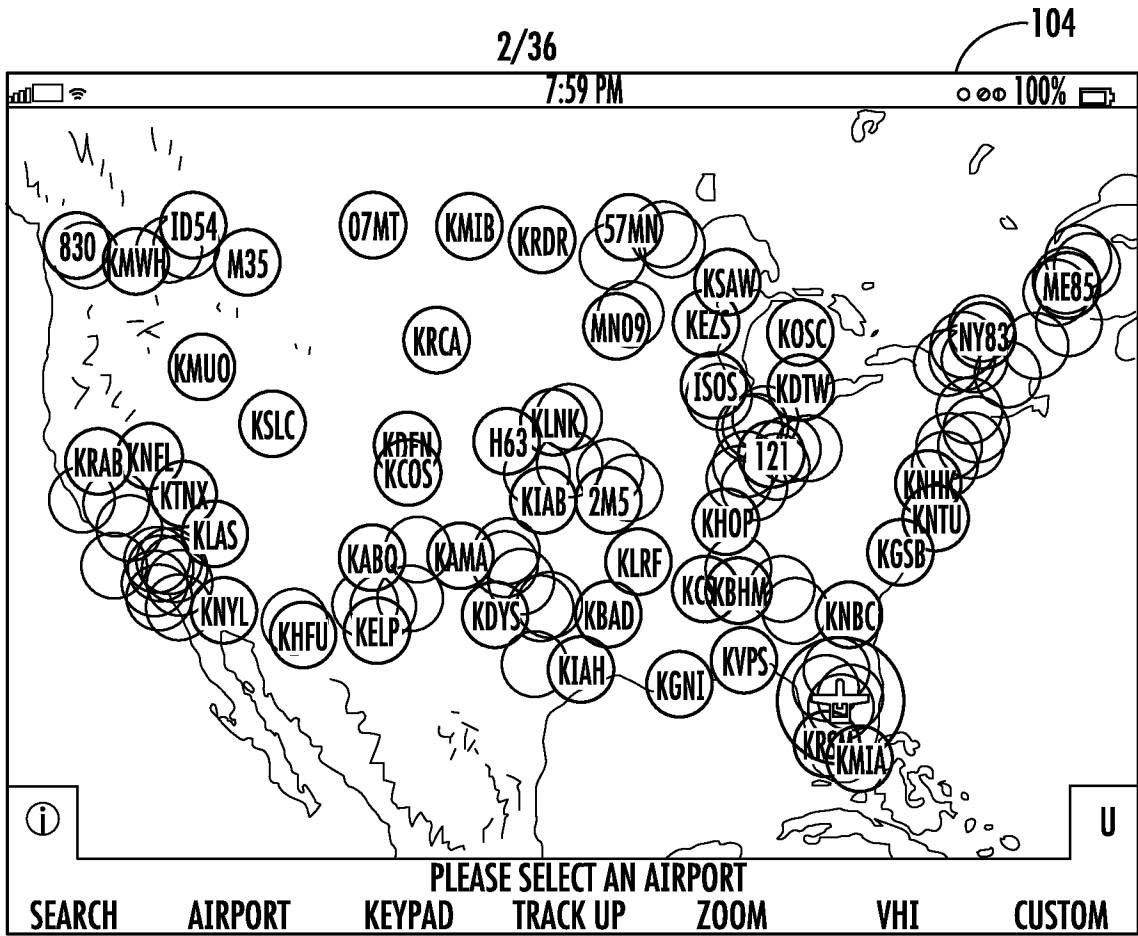 104
2/36
7:59 PM
100%
ID54
07MT
KMIB
57MN
830
KMWH
M35
KRDR
KSAW
ME85
MN09
KEZS
KOSC
NY83
KRCA
KMUO
ISOS
KDTW
KSLC
KLNK
KDFN
H63
KNFL
KRAB
KCOS
121
KTNX
KIAB
2M5
KNHK
KHOP
KNTU
KLAS
KABQ
KAMA
KLRF
KGSB
KBHM
KNYL
KHFU
KELP
KDYS
KBAD
KNBC
KIAH
KVPS
KGNI
KMIA
i
U
PLEASE SELECT AN AIRPORT
SEARCH AIRPORT KEYPAD TRACK UP ZOOM VHI CUSTOM